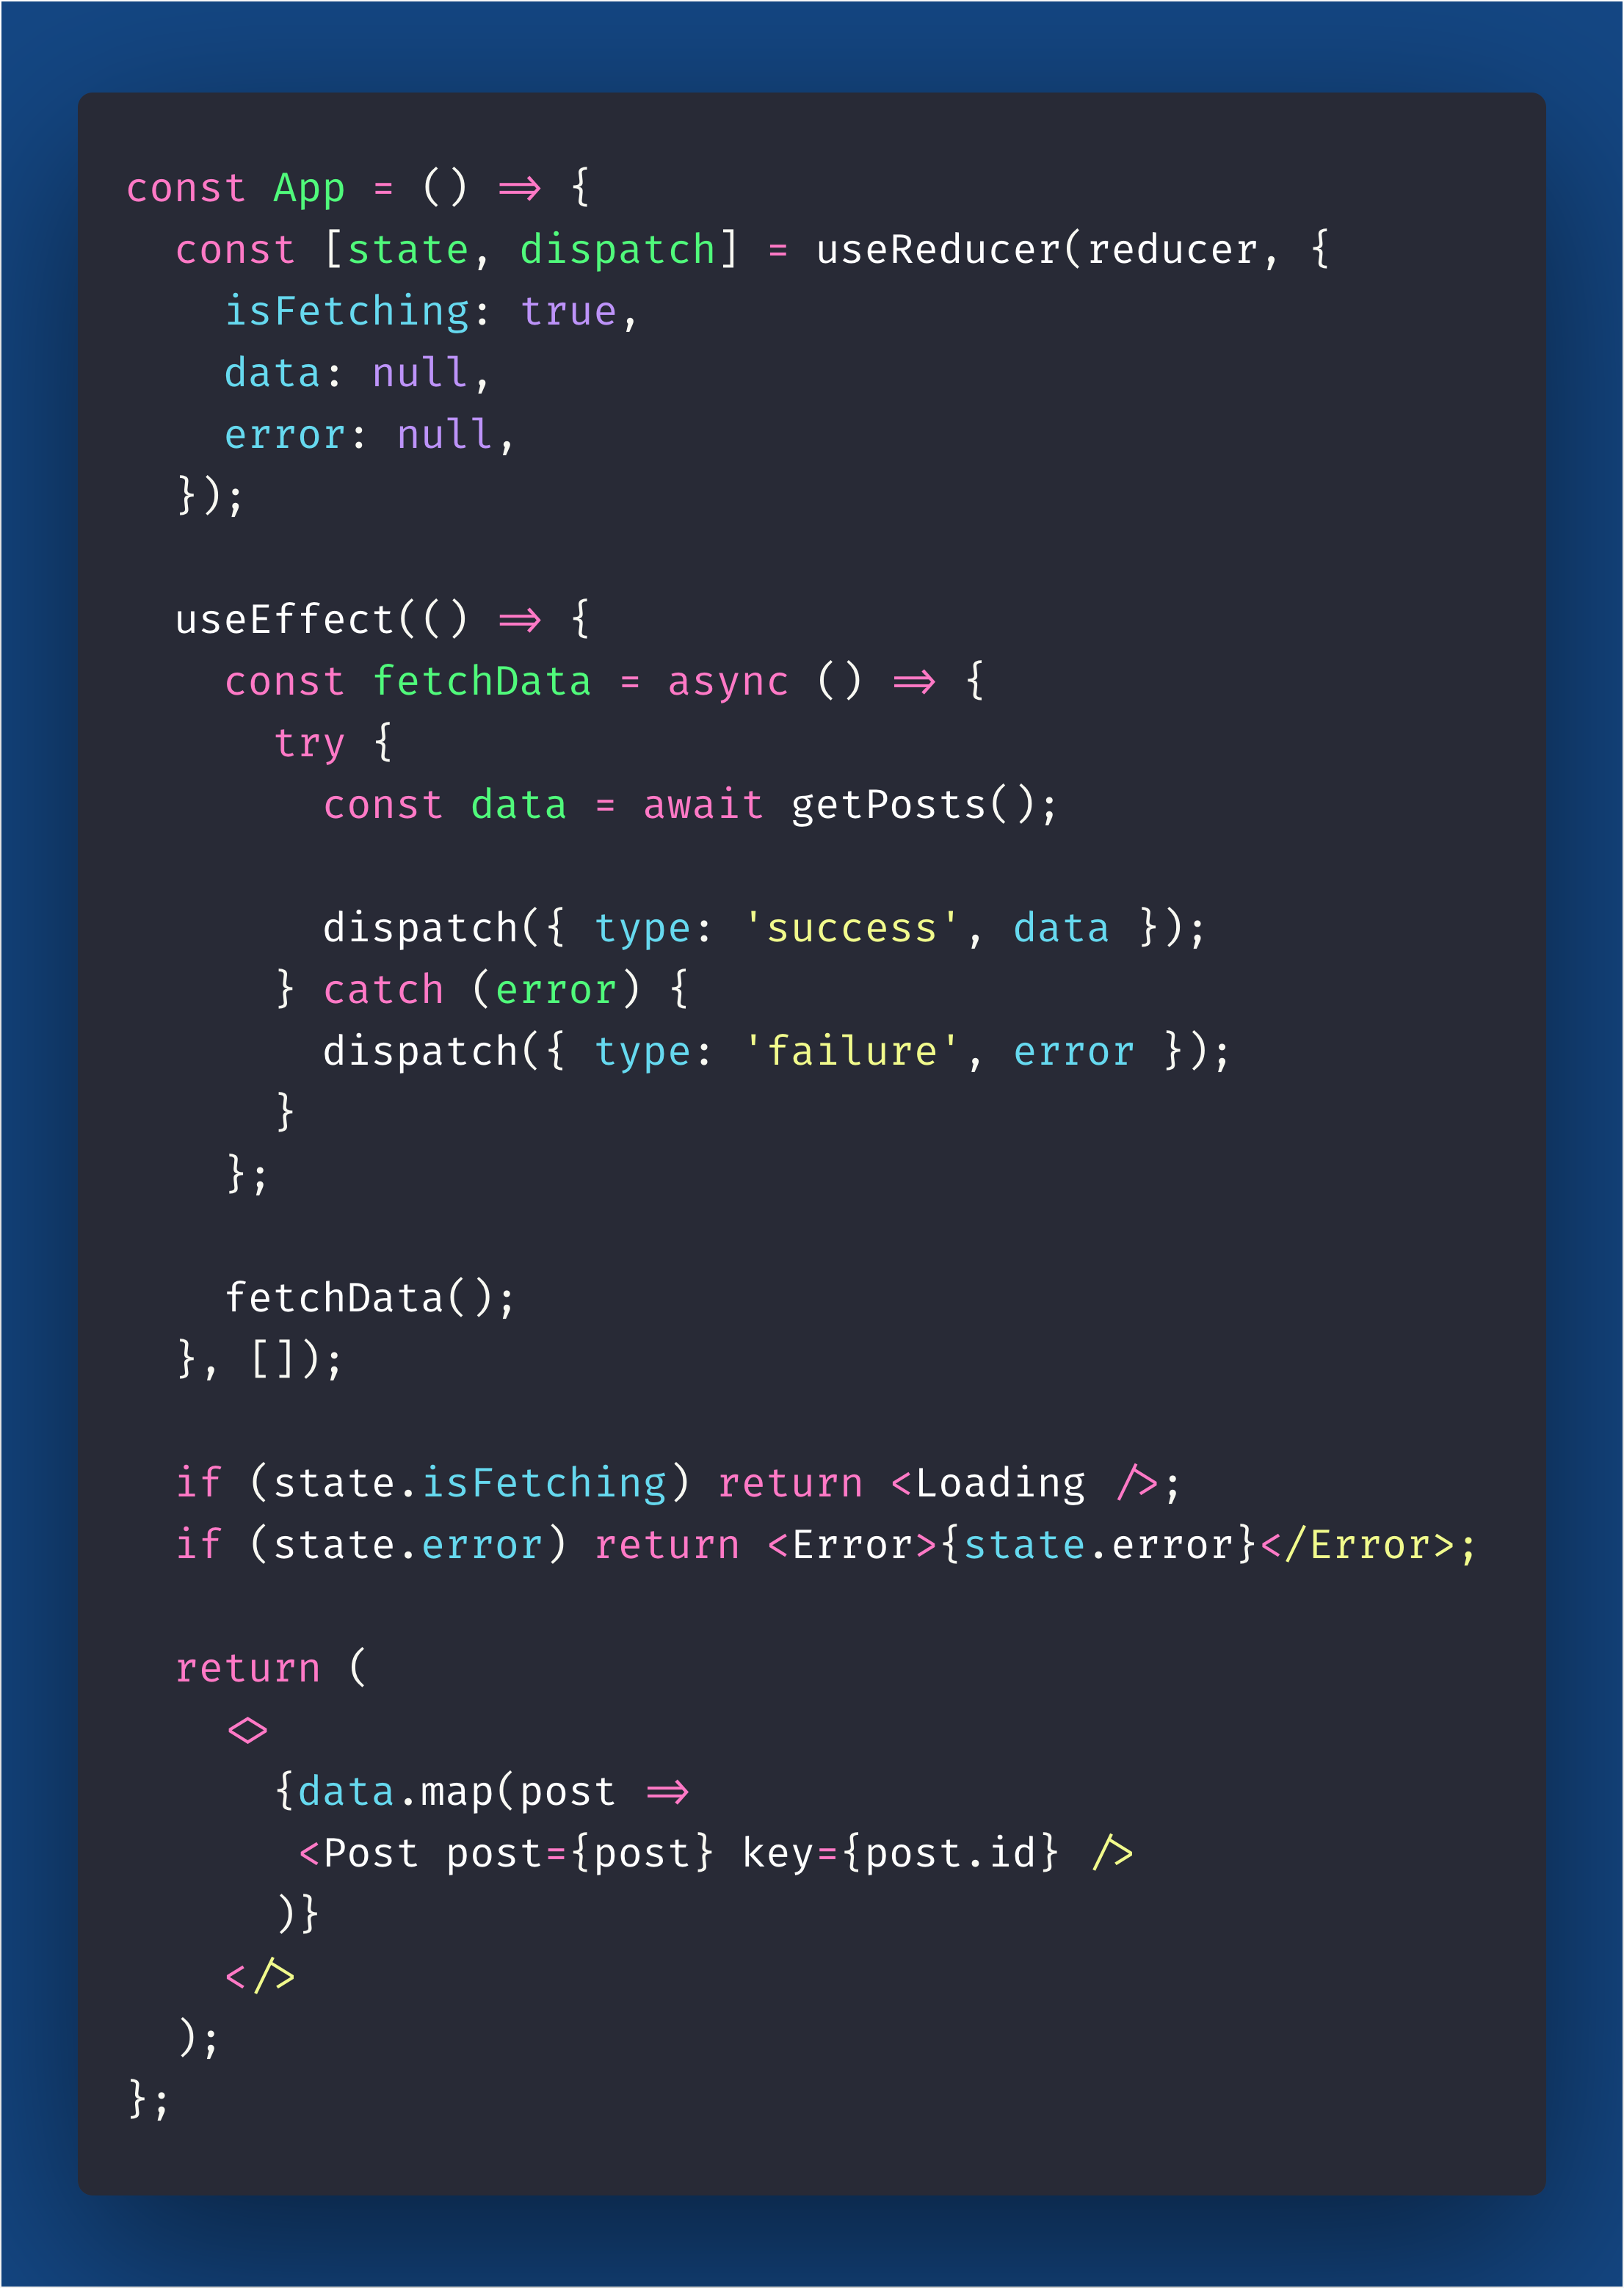 const App = () => {
  const [state, dispatch] = useReducer(reducer, {
    isFetching: true,
    data: null,
    error: null,
  });

  useEffect(() => {
    const fetchData = async () => {
      try {
        const data = await getPosts();

        dispatch({ type: 'success', data });
      } catch (error) {
        dispatch({ type: 'failure', error });
      }
    };

    fetchData();
  }, []);

  if (state.isFetching) return <Loading />;
  if (state.error) return <Error>{state.error}</Error>;

  return (
    <>
      {data.map(post =>
       <Post post={post} key={post.id} />
      )}
    </>
  );
};